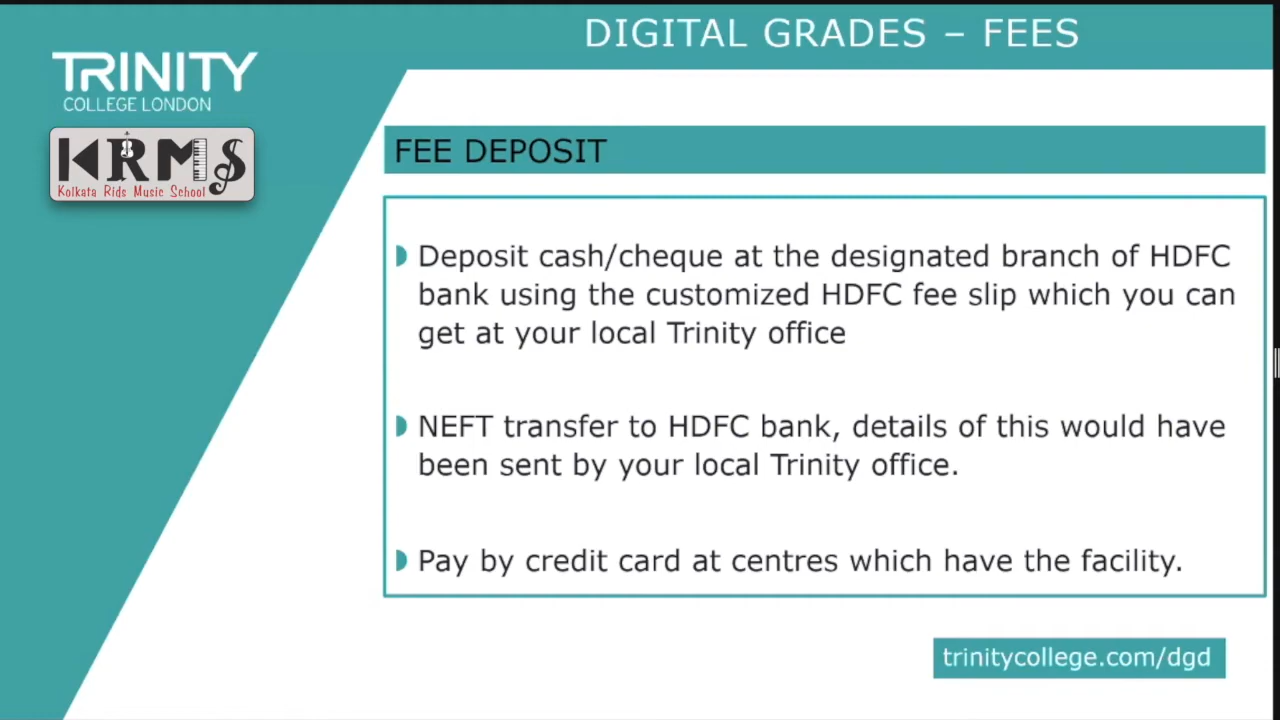 DIGITAL GRADES – FEES
TRINITY
COLLEGE LONDON
KRMS
Kolkata Rids Music School
FEE DEPOSIT
Deposit cash/cheque at the designated branch of HDFC
bank using the customized HDFC fee slip which you can
get at your local Trinity office
NEFT transfer to HDFC bank, details of this would have
been sent by your local Trinity office.
Pay by credit card at centres which have the facility.
trinitycollege.com/dgd